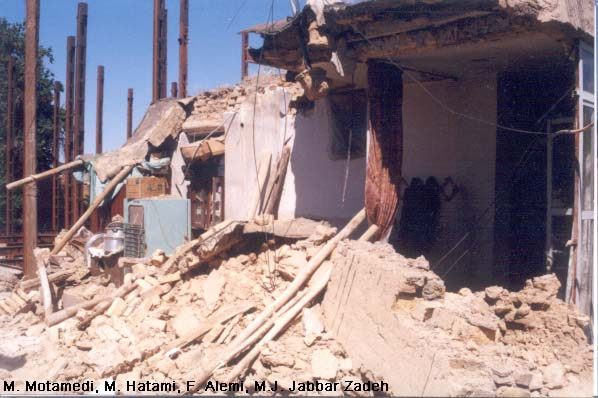 M. Motamedi, M. Hatami, F. Alemi, M.J. Jabbar Zadeh